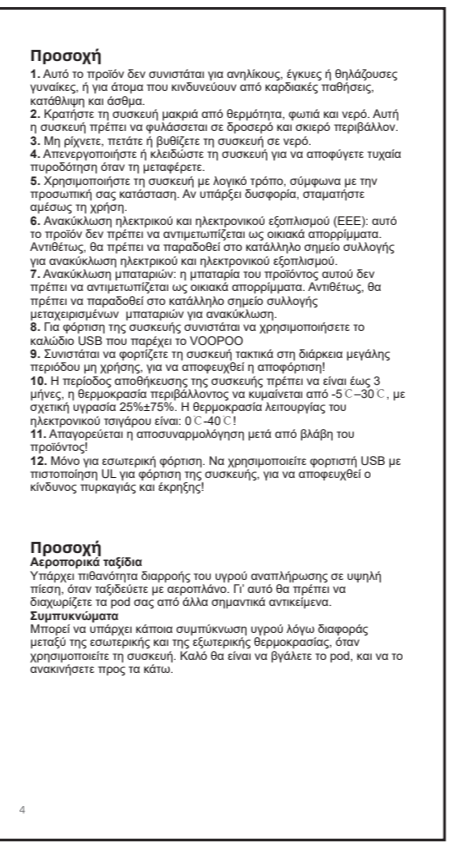 Προσοχή
1. Αυτό το προϊόν δεν συνιστάται για ανηλίκους, έγκυες ή θηλάζουσες
γυναίκες, ή για άτομα που κινδυνεύουν από καρδιακές παθήσεις,
κατάθλιψη και άσθμα.
2. Κρατήστε τη συσκευή μακριά από θερμότητα, φωτιά και νερό. Αυτή
η συσκευή πρέπει να φυλάσσεται σε δροσερό και σκιερό περιβάλλον.
3. Μη ρίχνετε, πετάτε ή βυθίζετε τη συσκευή σε νερό.
4. Απενεργοποιήστε ή κλειδώστε τη συσκευή για να αποφύγετε τυχαία
πυροδότηση όταν τη μεταφέρετε.
5. Χρησιμοποιήστε τη συσκευή με λογικό τρόπο, σύμφωνα με την
προσωπική σας κατάσταση. Αν υπάρξει δυσφορία, σταματήστε
αμέσως τη χρήση.
6. Ανακύκλωση ηλεκτρικού και ηλεκτρονικού εξοπλισμού (ΕΕΕ): αυτό
το προϊόν δεν πρέπει να αντιμετωπίζεται ως οικιακά απορρίμματα.
Αντιθέτως, θα πρέπει να παραδοθεί στο κατάλληλο σημείο συλλογής
για ανακύκλωση ηλεκτρικού και ηλεκτρονικού εξοπλισμού.
7. Ανακύκλωση μπαταριών: η μπαταρία του προϊόντος αυτού δεν
πρέπει να αντιμετωπίζεται ως οικιακά απορρίμματα. Αντιθέτως, θα
πρέπει να παραδοθεί στο κατάλληλο σημείο συλλογής
μεταχειρισμένων μπαταριών για ανακύκλωση.
8. Για φόρτιση της συσκευής συνιστάται να χρησιμοποιήσετε το
καλώδιο USB που παρέχει το VOOPOO
9. Συνιστάται να φορτίζετε τη συσκευή τακτικά στη διάρκεια μεγάλης
περιόδου μη χρήσης, για να αποφευχθεί η αποφόρτιση!
10. Η περίοδος αποθήκευσης της συσκευής πρέπει να είναι έως 3
μήνες, η θερμοκρασία περιβάλλοντος να κυμαίνεται από -5℃–30℃, με
σχετική υγρασία 25%±75%. Η θερμοκρασία λειτουργίας του
ηλεκτρονικού τσιγάρου είναι: 0℃-40℃!
11. Απαγορεύεται η αποσυναρμολόγηση μετά από βλάβη του
προϊόντος!
12. Μόνο για εσωτερική φόρτιση. Να χρησιμοποιείτε φορτιστή USB με
πιστοποίηση UL για φόρτιση της συσκευής, για να αποφευχθεί ο
κίνδυνος πυρκαγιάς και έκρηξης!
Προσοχή
Αεροπορικά ταξίδια
Υπάρχει πιθανότητα διαρροής του υγρού αναπλήρωσης σε υψηλή
πίεση, όταν ταξιδεύετε με αεροπλάνο. Γι’ αυτό θα πρέπει να
διαχωρίζετε τα pod σας από άλλα σημαντικά αντικείμενα.
Συμπυκνώματα
Μπορεί να υπάρχει κάποια συμπύκνωση υγρού λόγω διαφοράς
μεταξύ της εσωτερικής και της εξωτερικής θερμοκρασίας, όταν
χρησιμοποιείτε τη συσκευή. Καλό θα είναι να βγάλετε το pod, και να το
ανακινήσετε προς τα κάτω.
4